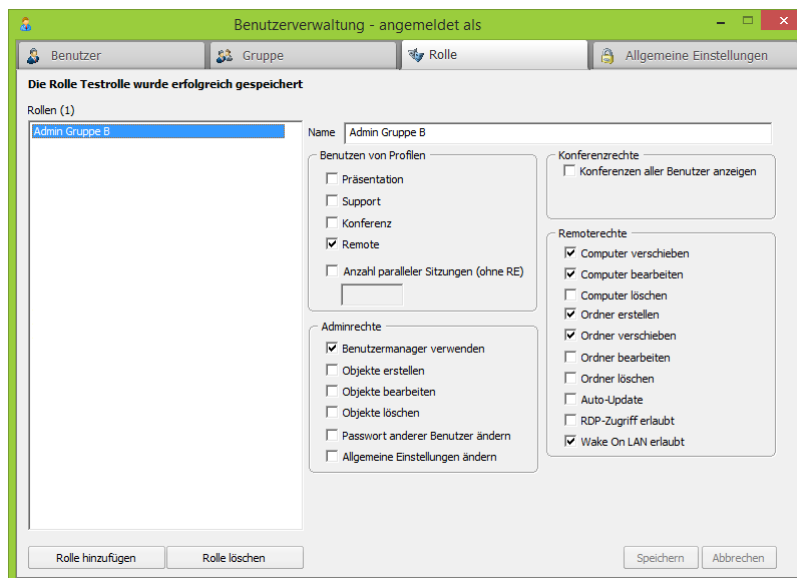 Benutzerverwaltung - angemeldet als
Benutzer
Gruppe
Rolle
Allgemeine Einstellungen
Die Rolle Testrolle wurde erfolgreich gespeichert
Rollen (1)
Admin Gruppe B
Name
Admin Gruppe B
Benutzen von Profilen
Präsentation
Support
Konferenz
Remote
Anzahl paralleler Sitzungen (ohne RE)
Adminrechte
Benutzermanager verwenden
Objekte erstellen
Objekte bearbeiten
Objekte löschen
Passwort anderer Benutzer ändern
Allgemeine Einstellungen ändern
Konferenzrechte
Konferenzen aller Benutzer anzeigen
Remoterechte
Computer verschieben
Computer bearbeiten
Computer löschen
Ordner erstellen
Ordner verschieben
Ordner bearbeiten
Ordner löschen
Auto-Update
RDP-Zugriff erlaubt
Wake On LAN erlaubt
Rolle hinzufügen
Rolle löschen
Speichern
Abbrechen